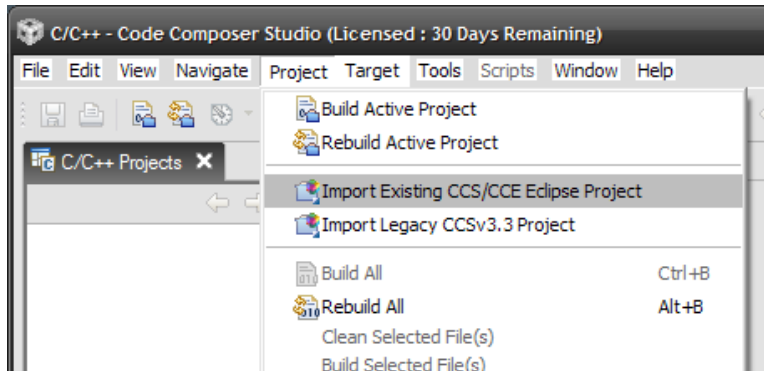 C/C++ - Code Composer Studio (Licensed : 30 Days Remaining)
File Edit View Navigate Project Target Tools Scripts Window Help
Build Active Project
Rebuild Active Project
C/C++ Projects
Import Existing CCS/CCE Eclipse Project
Import Legacy CCSv3.3 Project
Build All Ctrl+B
Rebuild All Alt+B
Clean Selected File(s)
Build Selected File(s)